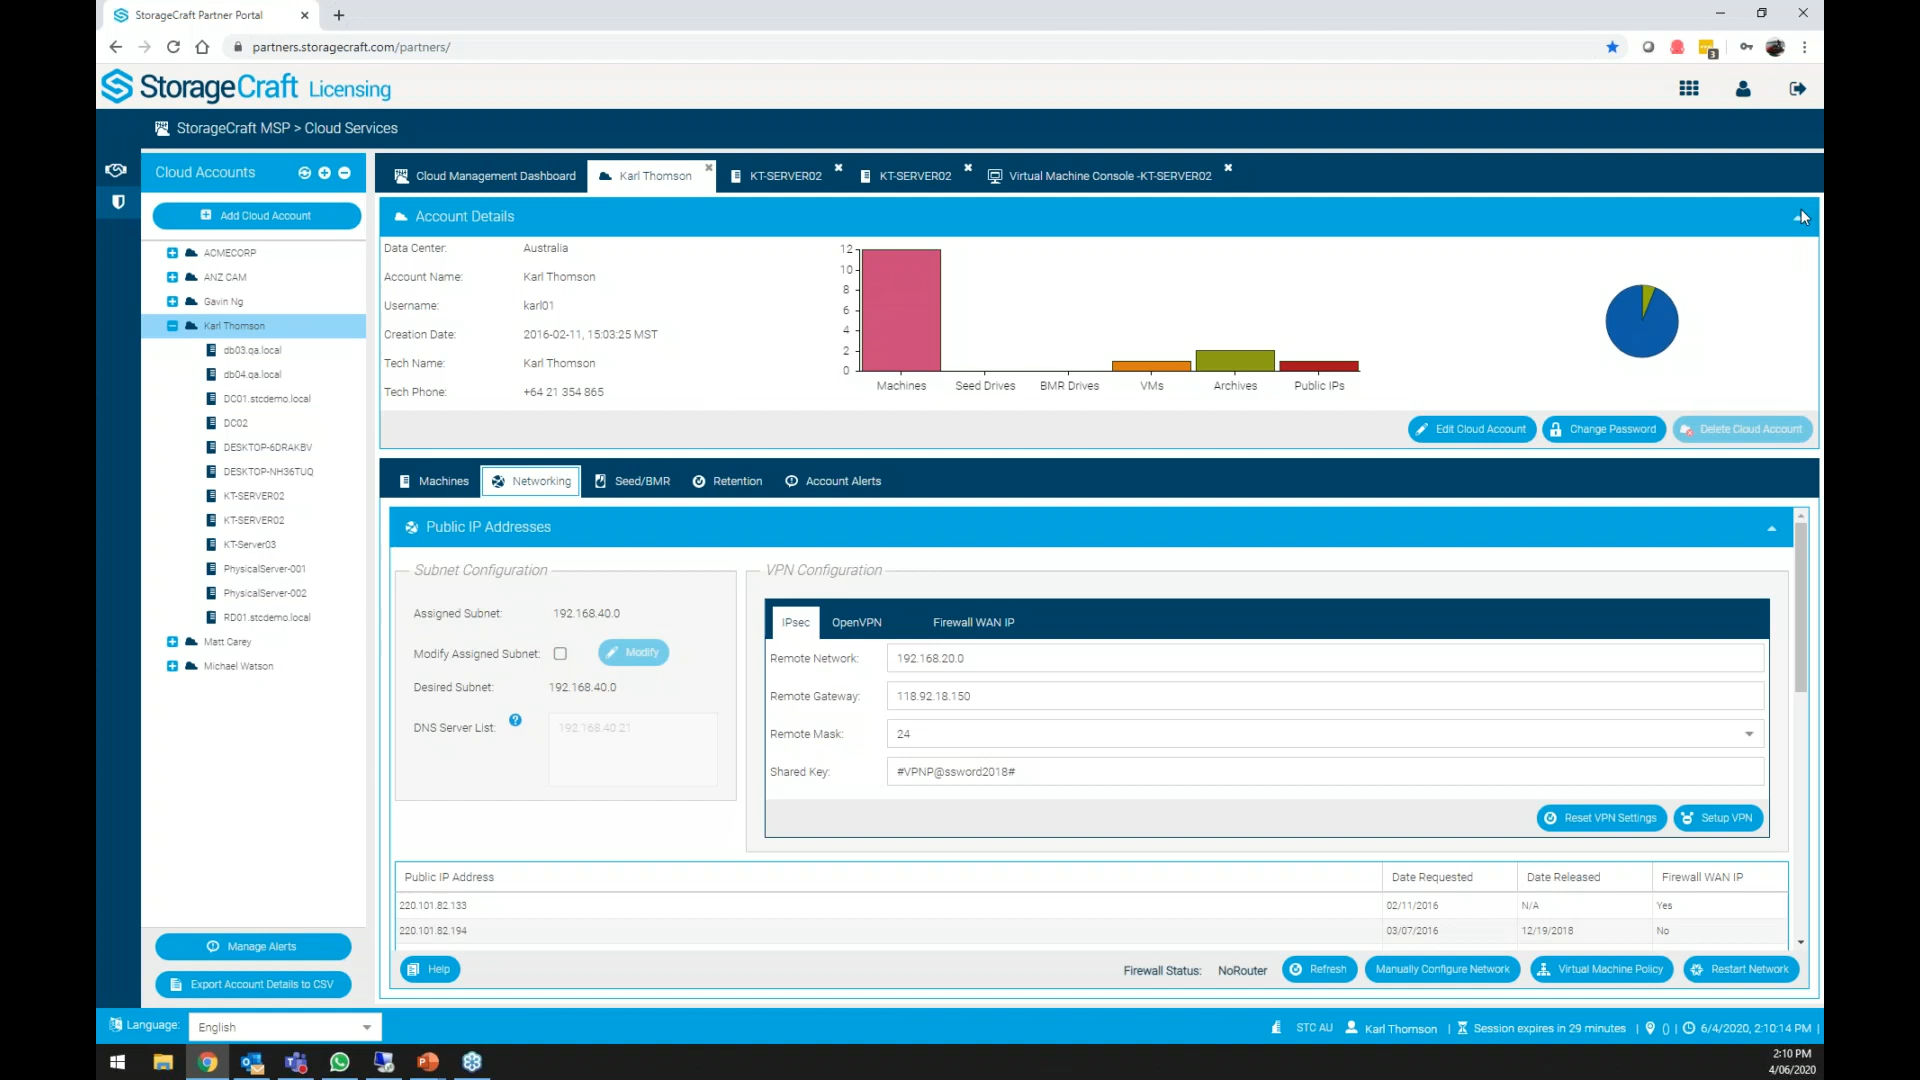 StorageCraft Partner Portal
partners.storagecraft.com/partners/
3
StorageCraft Licensing
StorageCraft MSP > Cloud Services
Cloud Accounts
Add Cloud Account
ACMECORP
ANZ CAM
Gavin Ng
Karl Thomson
db03.qa.local
db04.qa.local
DC01.stcdemo.local
DC02
DESKTOP-6DRAKBV
DESKTOP-NH36TUQ
KT-SERVER02
KT-SERVER02
KT-Server03
PhysicalServer-001
PhysicalServer-002
RD01.stcdemo.local
Matt Carey
Michael Watson
Manage Alerts
Export Account Details to CSV
Cloud Management Dashboard
Karl Thomson
KT-SERVER02
KT-SERVER02
Virtual Machine Console -KT-SERVER02
Account Details
Data Center: Australia
Account Name: Karl Thomson
Username: karl01
Creation Date: 2016-02-11, 15:03:25 MST
Tech Name: Karl Thomson
Tech Phone: +64 21 354 865
12
10
8
6
4
2
0
Machines Seed Drives BMR Drives VMs Archives Public IPs
Edit Cloud Account Change Password Delete Cloud Account
Machines Networking Seed/BMR Retention Account Alerts
Public IP Addresses
Subnet Configuration
Assigned Subnet: 192.168.40.0
Modify Assigned Subnet: Modify
Desired Subnet: 192.168.40.0
DNS Server List: ? 192.168.40.21
VPN Configuration
IPsec OpenVPN Firewall WAN IP
Remote Network: 192.168.20.0
Remote Gateway: 118.92.18.150
Remote Mask: 24
Shared Key: #VPNP@ssword2018#
Reset VPN Settings Setup VPN
Public IP Address Date Requested Date Released Firewall WAN IP
220.101.82.133 02/11/2016 N/A Yes
220.101.82.194 03/07/2016 12/19/2018 No
Help Firewall Status: NoRouter Refresh Manually Configure Network Virtual Machine Policy Restart Network
Language: English
STC AU Karl Thomson | Session expires in 29 minutes | () | 6/4/2020, 2:10:14 PM |
2:10 PM
4/06/2020